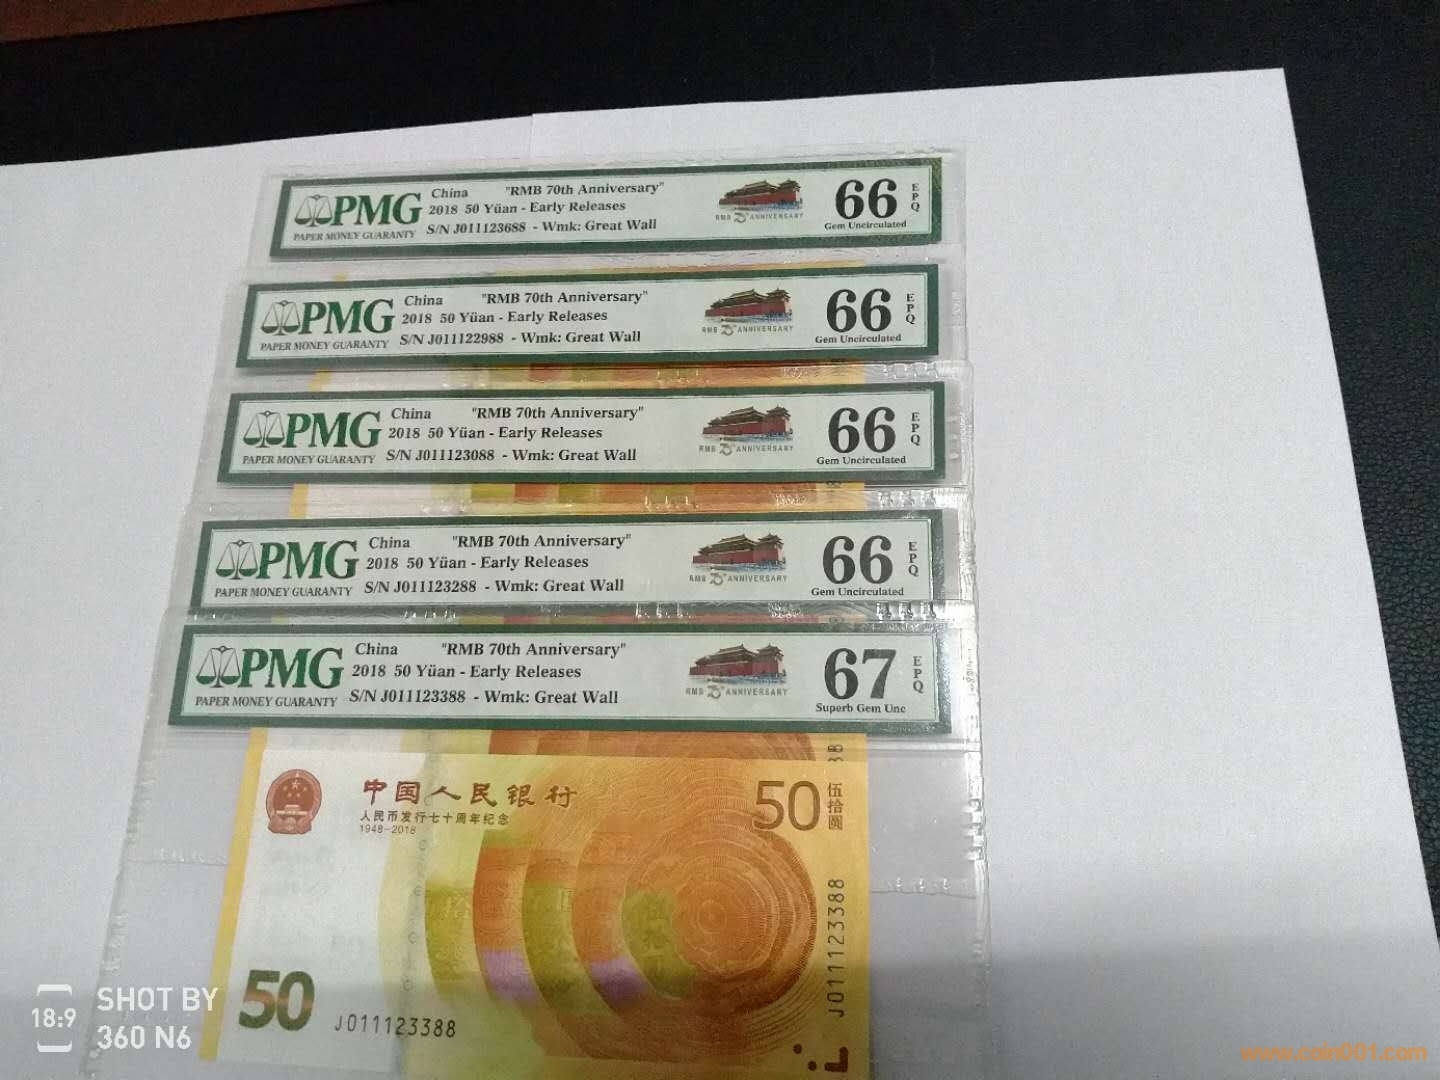 PMG
PAPER MONEY GUARANTY
China "RMB 70th Anniversary"
2018 50 Yüan - Early Releases
S/N J011123688 - Wmk: Great Wall
RMB 70th ANNIVERSARY
66 EPQ
Gem Uncirculated
PMG
PAPER MONEY GUARANTY
China "RMB 70th Anniversary"
2018 50 Yüan - Early Releases
S/N J011122988 - Wmk: Great Wall
RMB 70th ANNIVERSARY
66 EPQ
Gem Uncirculated
PMG
PAPER MONEY GUARANTY
China "RMB 70th Anniversary"
2018 50 Yüan - Early Releases
S/N J011123088 - Wmk: Great Wall
RMB 70th ANNIVERSARY
66 EPQ
Gem Uncirculated
PMG
PAPER MONEY GUARANTY
China "RMB 70th Anniversary"
2018 50 Yüan - Early Releases
S/N J011123288 - Wmk: Great Wall
RMB 70th ANNIVERSARY
66 EPQ
Gem Uncirculated
PMG
PAPER MONEY GUARANTY
China "RMB 70th Anniversary"
2018 50 Yüan - Early Releases
S/N J011123388 - Wmk: Great Wall
RMB 70th ANNIVERSARY
67 EPQ
Superb Gem Unc
中国人民银行
人民币发行七十周年纪念
1948-2018
50 伍拾圆
J011123388
50
J011123388
18:9
SHOT BY
360 N6
www.coin001.com